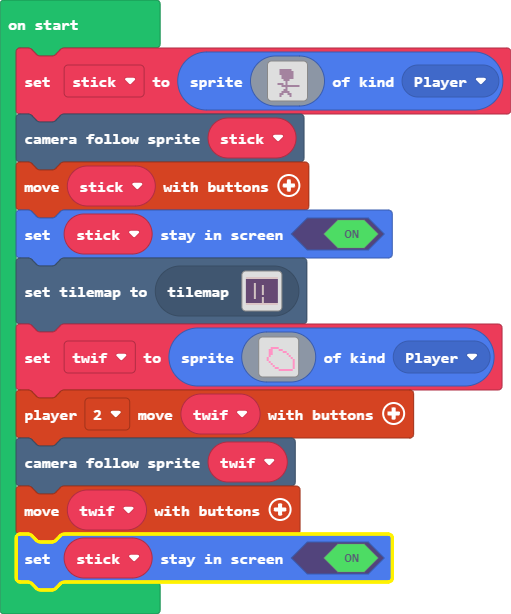 on start
set stick to sprite of kind Player
camera follow sprite stick
move stick with buttons
set stick stay in screen ON
set tilemap to tilemap
set twif to sprite of kind Player
player 2 move twif with buttons
camera follow sprite twif
move twif with buttons
set stick stay in screen ON